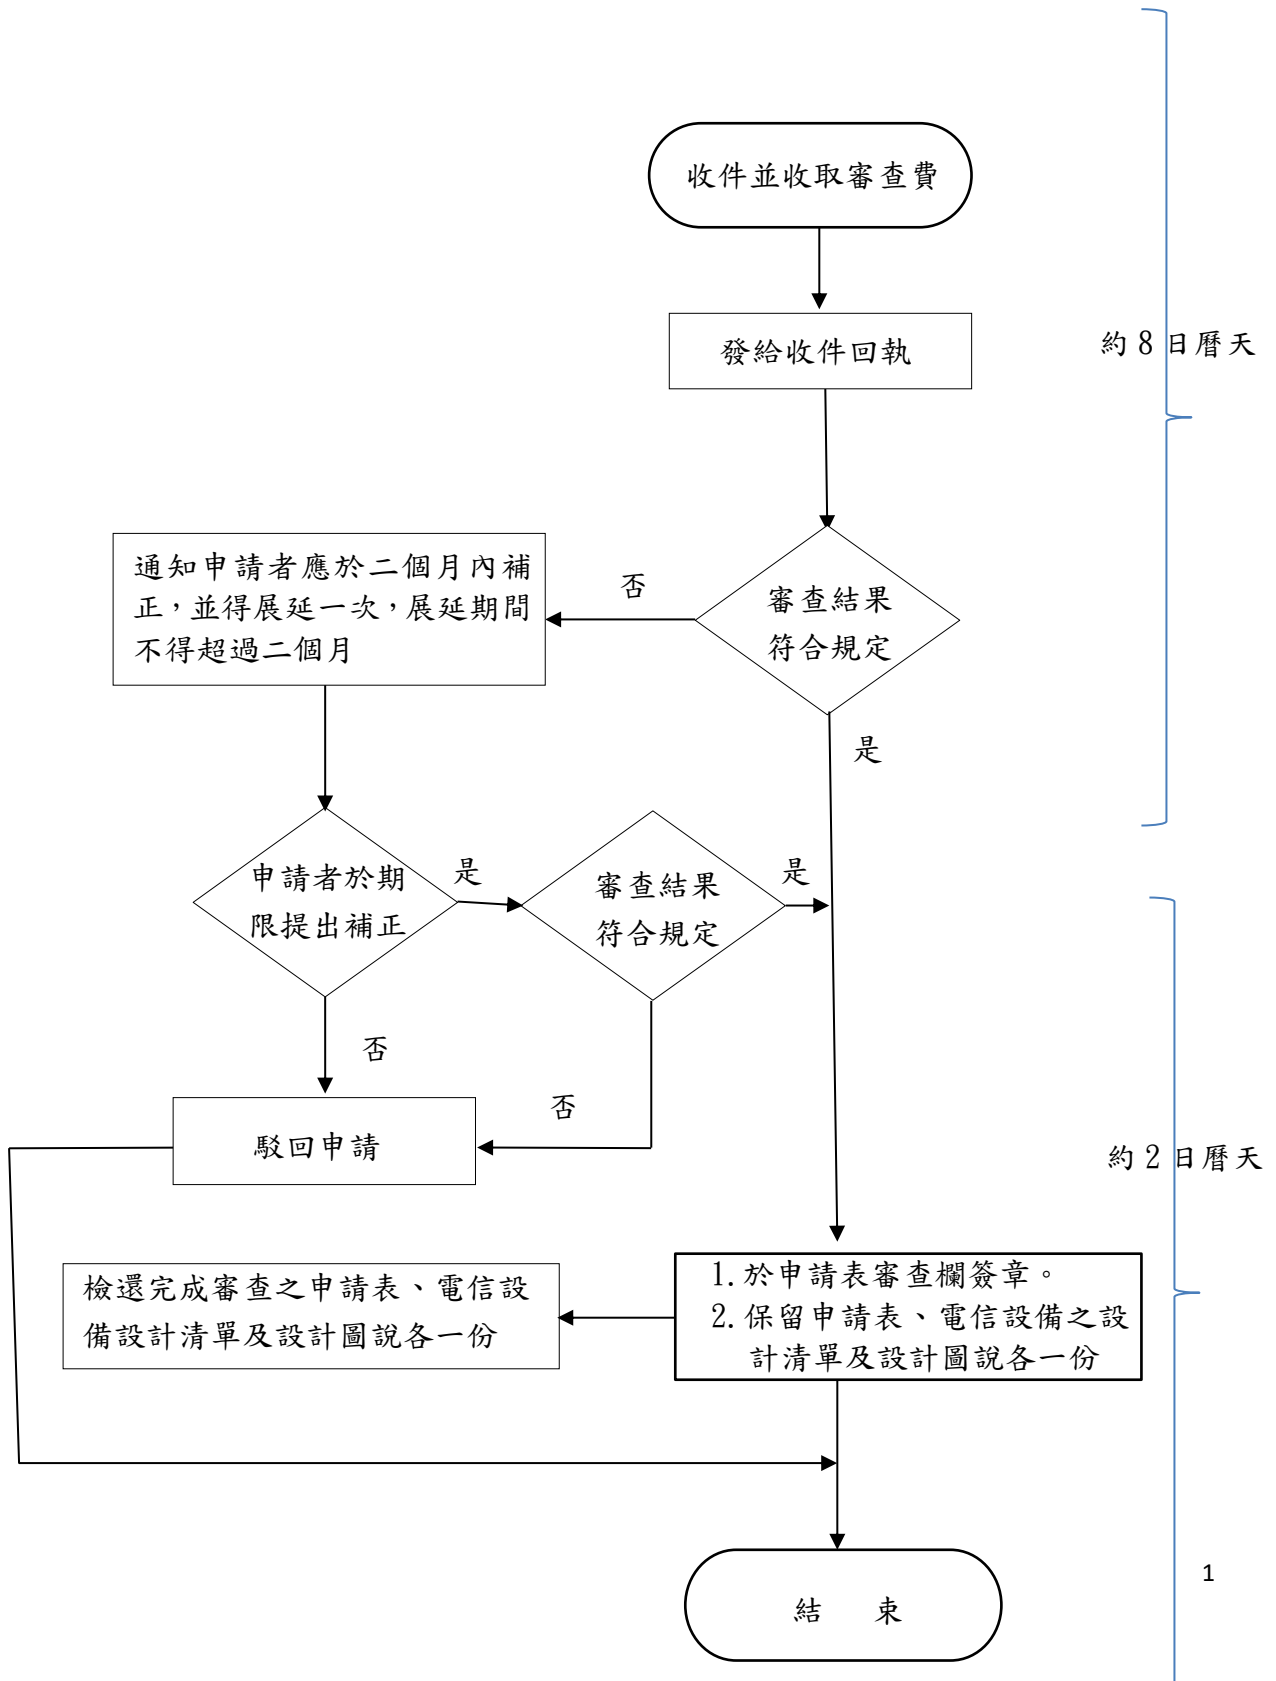 收件並收取審查費
發給收件回執
約8日曆天
通知申請者應於二個月內補
正，並得展延一次，展延期間
不得超過二個月
否
審查結果
符合規定
是
申請者於期
限提出補正
是
審查結果
符合規定
是
否
否
駁回申請
約2日曆天
檢還完成審查之申請表、電信設
備設計清單及設計圖說各一份
1.於申請表審查欄簽章。
2.保留申請表、電信設備之設
計清單及設計圖說各一份
結 束
1